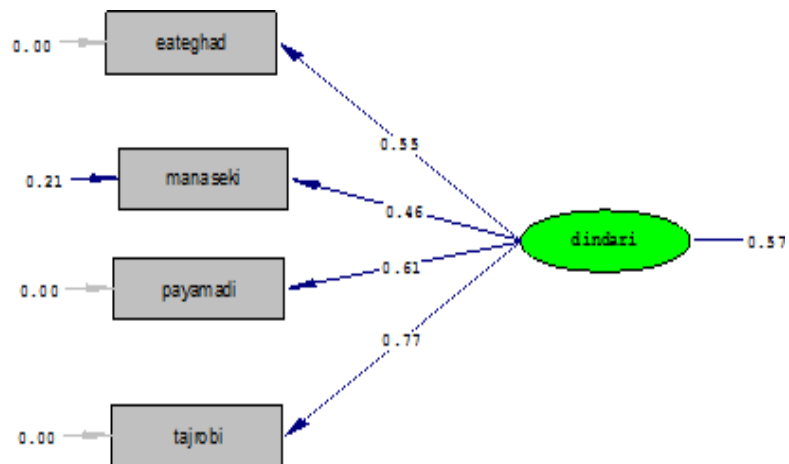 0.00
eateghad
0.55
0.21
manaseki
0.46
dindari
0.57
0.00
payamadi
0.61
0.77
0.00
tajrobi